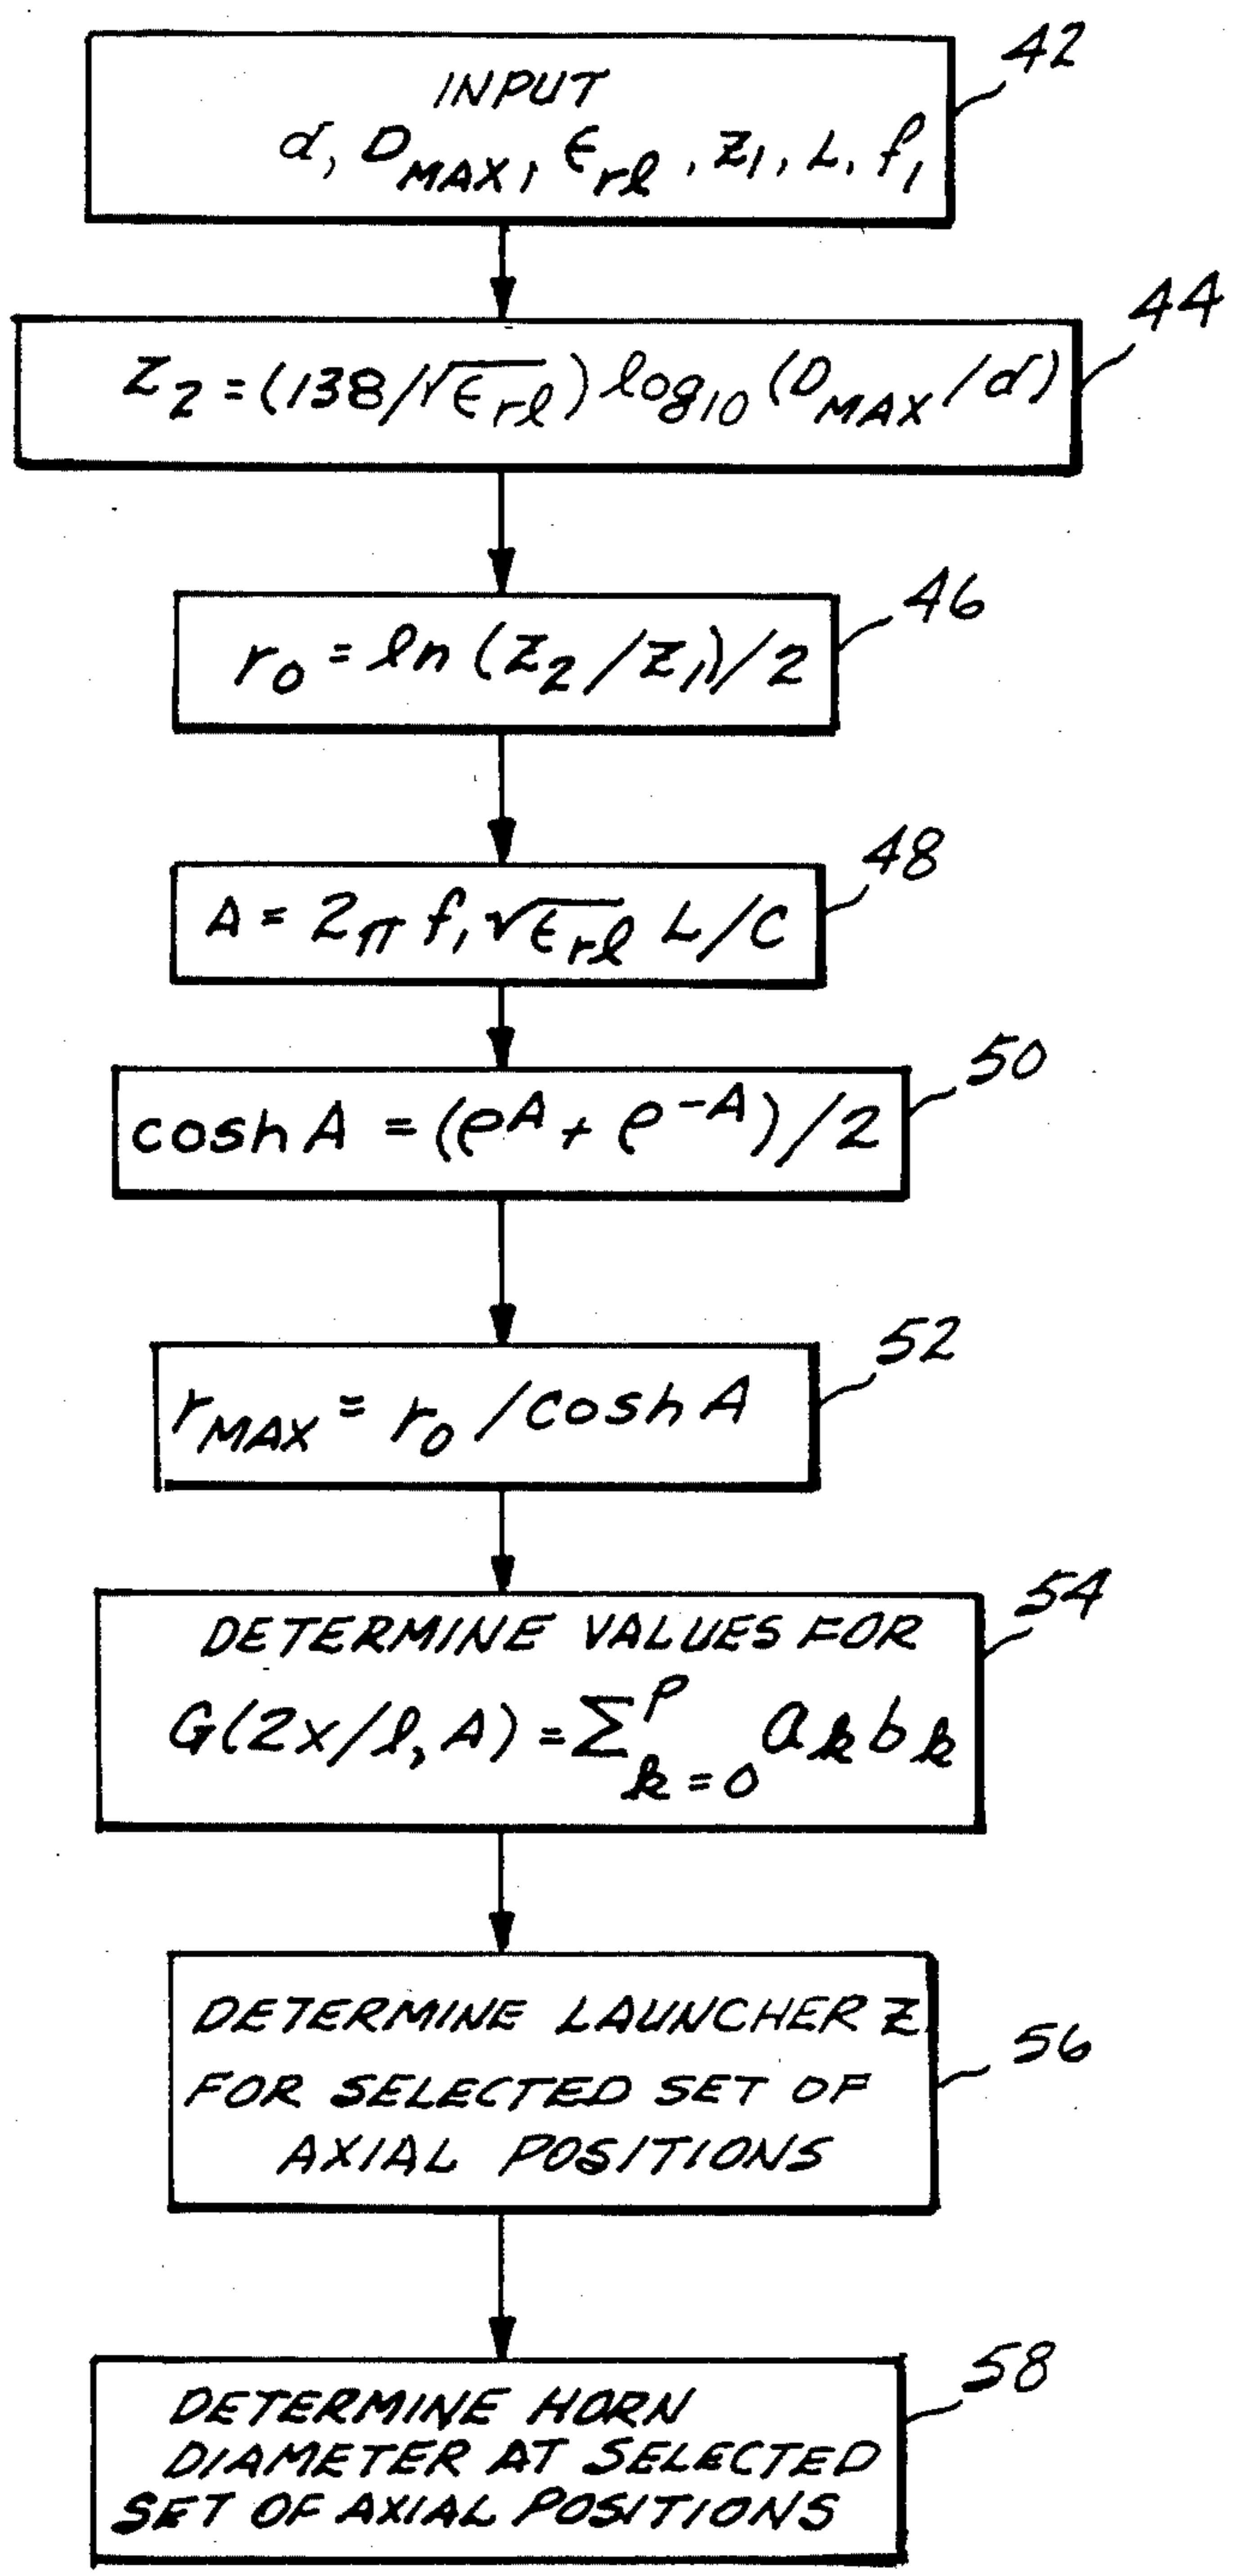 INPUT
42
d, D_MAX, ε_rl, Z_1, L, f_1
44
Z_2 = (138/√ε_rl) log_10 (D_MAX/d)
46
r_0 = ln (Z_2/Z_1)/2
48
A = 2π f_1 √ε_rl L/C
50
cosh A = (e^A + e^-A)/2
52
r_MAX = r_0 /cosh A
54
DETERMINE VALUES FOR
G(2x/l, A) = Σ^P_k=0 a_k b_k
DETERMINE LAUNCHER Z
56
FOR SELECTED SET OF
AXIAL POSITIONS
58
DETERMINE HORN
DIAMETER AT SELECTED
SET OF AXIAL POSITIONS